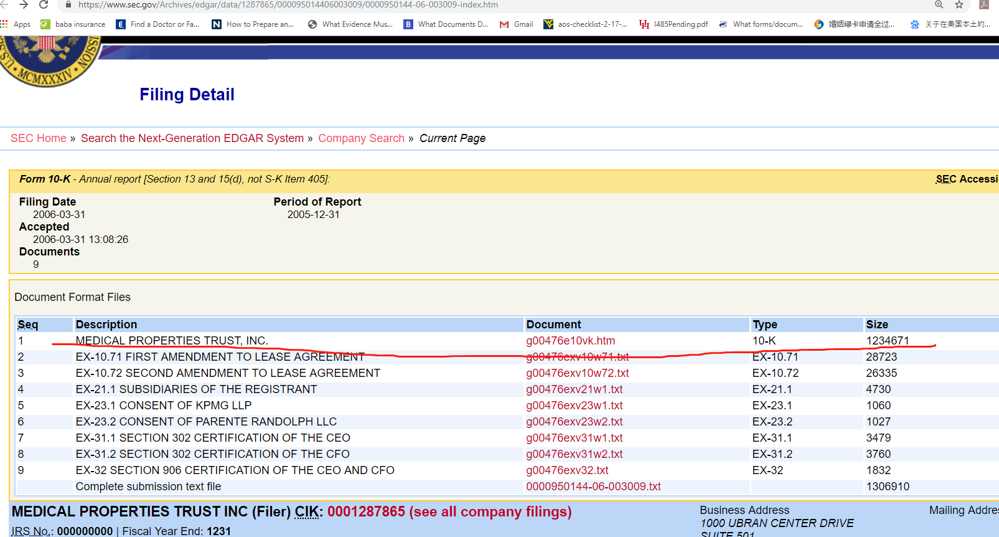 https://www.sec.gov/Archives/edgar/data/1287865/000095014406003009/0000950144-06-003009-index.htm
Apps baba insurance Find a Doctor or Fa... How to Prepare an... What Evidence Mus... What Documents D... Gmail aos-checklist-2-17-... I485Pending.pdf What forms/docum... 婚姻绿卡申请全过... 关于在美国本土的...
MCMXXXIV
Filing Detail
SEC Home » Search the Next-Generation EDGAR System » Company Search » Current Page
Form 10-K - Annual report [Section 13 and 15(d), not S-K Item 405]: SEC Accessi
Filing Date Period of Report
2006-03-31 2005-12-31
Accepted
2006-03-31 13:08:26
Documents
9
Document Format Files
Seq Description Document Type Size
1 MEDICAL PROPERTIES TRUST, INC. g00476e10vk.htm 10-K 1234671
2 EX-10.71 FIRST AMENDMENT TO LEASE AGREEMENT g00476exv10w71.txt EX-10.71 28723
3 EX-10.72 SECOND AMENDMENT TO LEASE AGREEMENT g00476exv10w72.txt EX-10.72 26335
4 EX-21.1 SUBSIDIARIES OF THE REGISTRANT g00476exv21w1.txt EX-21.1 4730
5 EX-23.1 CONSENT OF KPMG LLP g00476exv23w1.txt EX-23.1 1060
6 EX-23.2 CONSENT OF PARENTE RANDOLPH LLC g00476exv23w2.txt EX-23.2 1027
7 EX-31.1 SECTION 302 CERTIFICATION OF THE CEO g00476exv31w1.txt EX-31.1 3479
8 EX-31.2 SECTION 302 CERTIFICATION OF THE CFO g00476exv31w2.txt EX-31.2 3760
9 EX-32 SECTION 906 CERTIFICATION OF THE CEO AND CFO g00476exv32.txt EX-32 1832
Complete submission text file 0000950144-06-003009.txt 1306910
MEDICAL PROPERTIES TRUST INC (Filer) CIK: 0001287865 (see all company filings) Business Address Mailing Addre
1000 UBRAN CENTER DRIVE
IRS No.: 000000000 | Fiscal Year End: 1231 SUITE 501